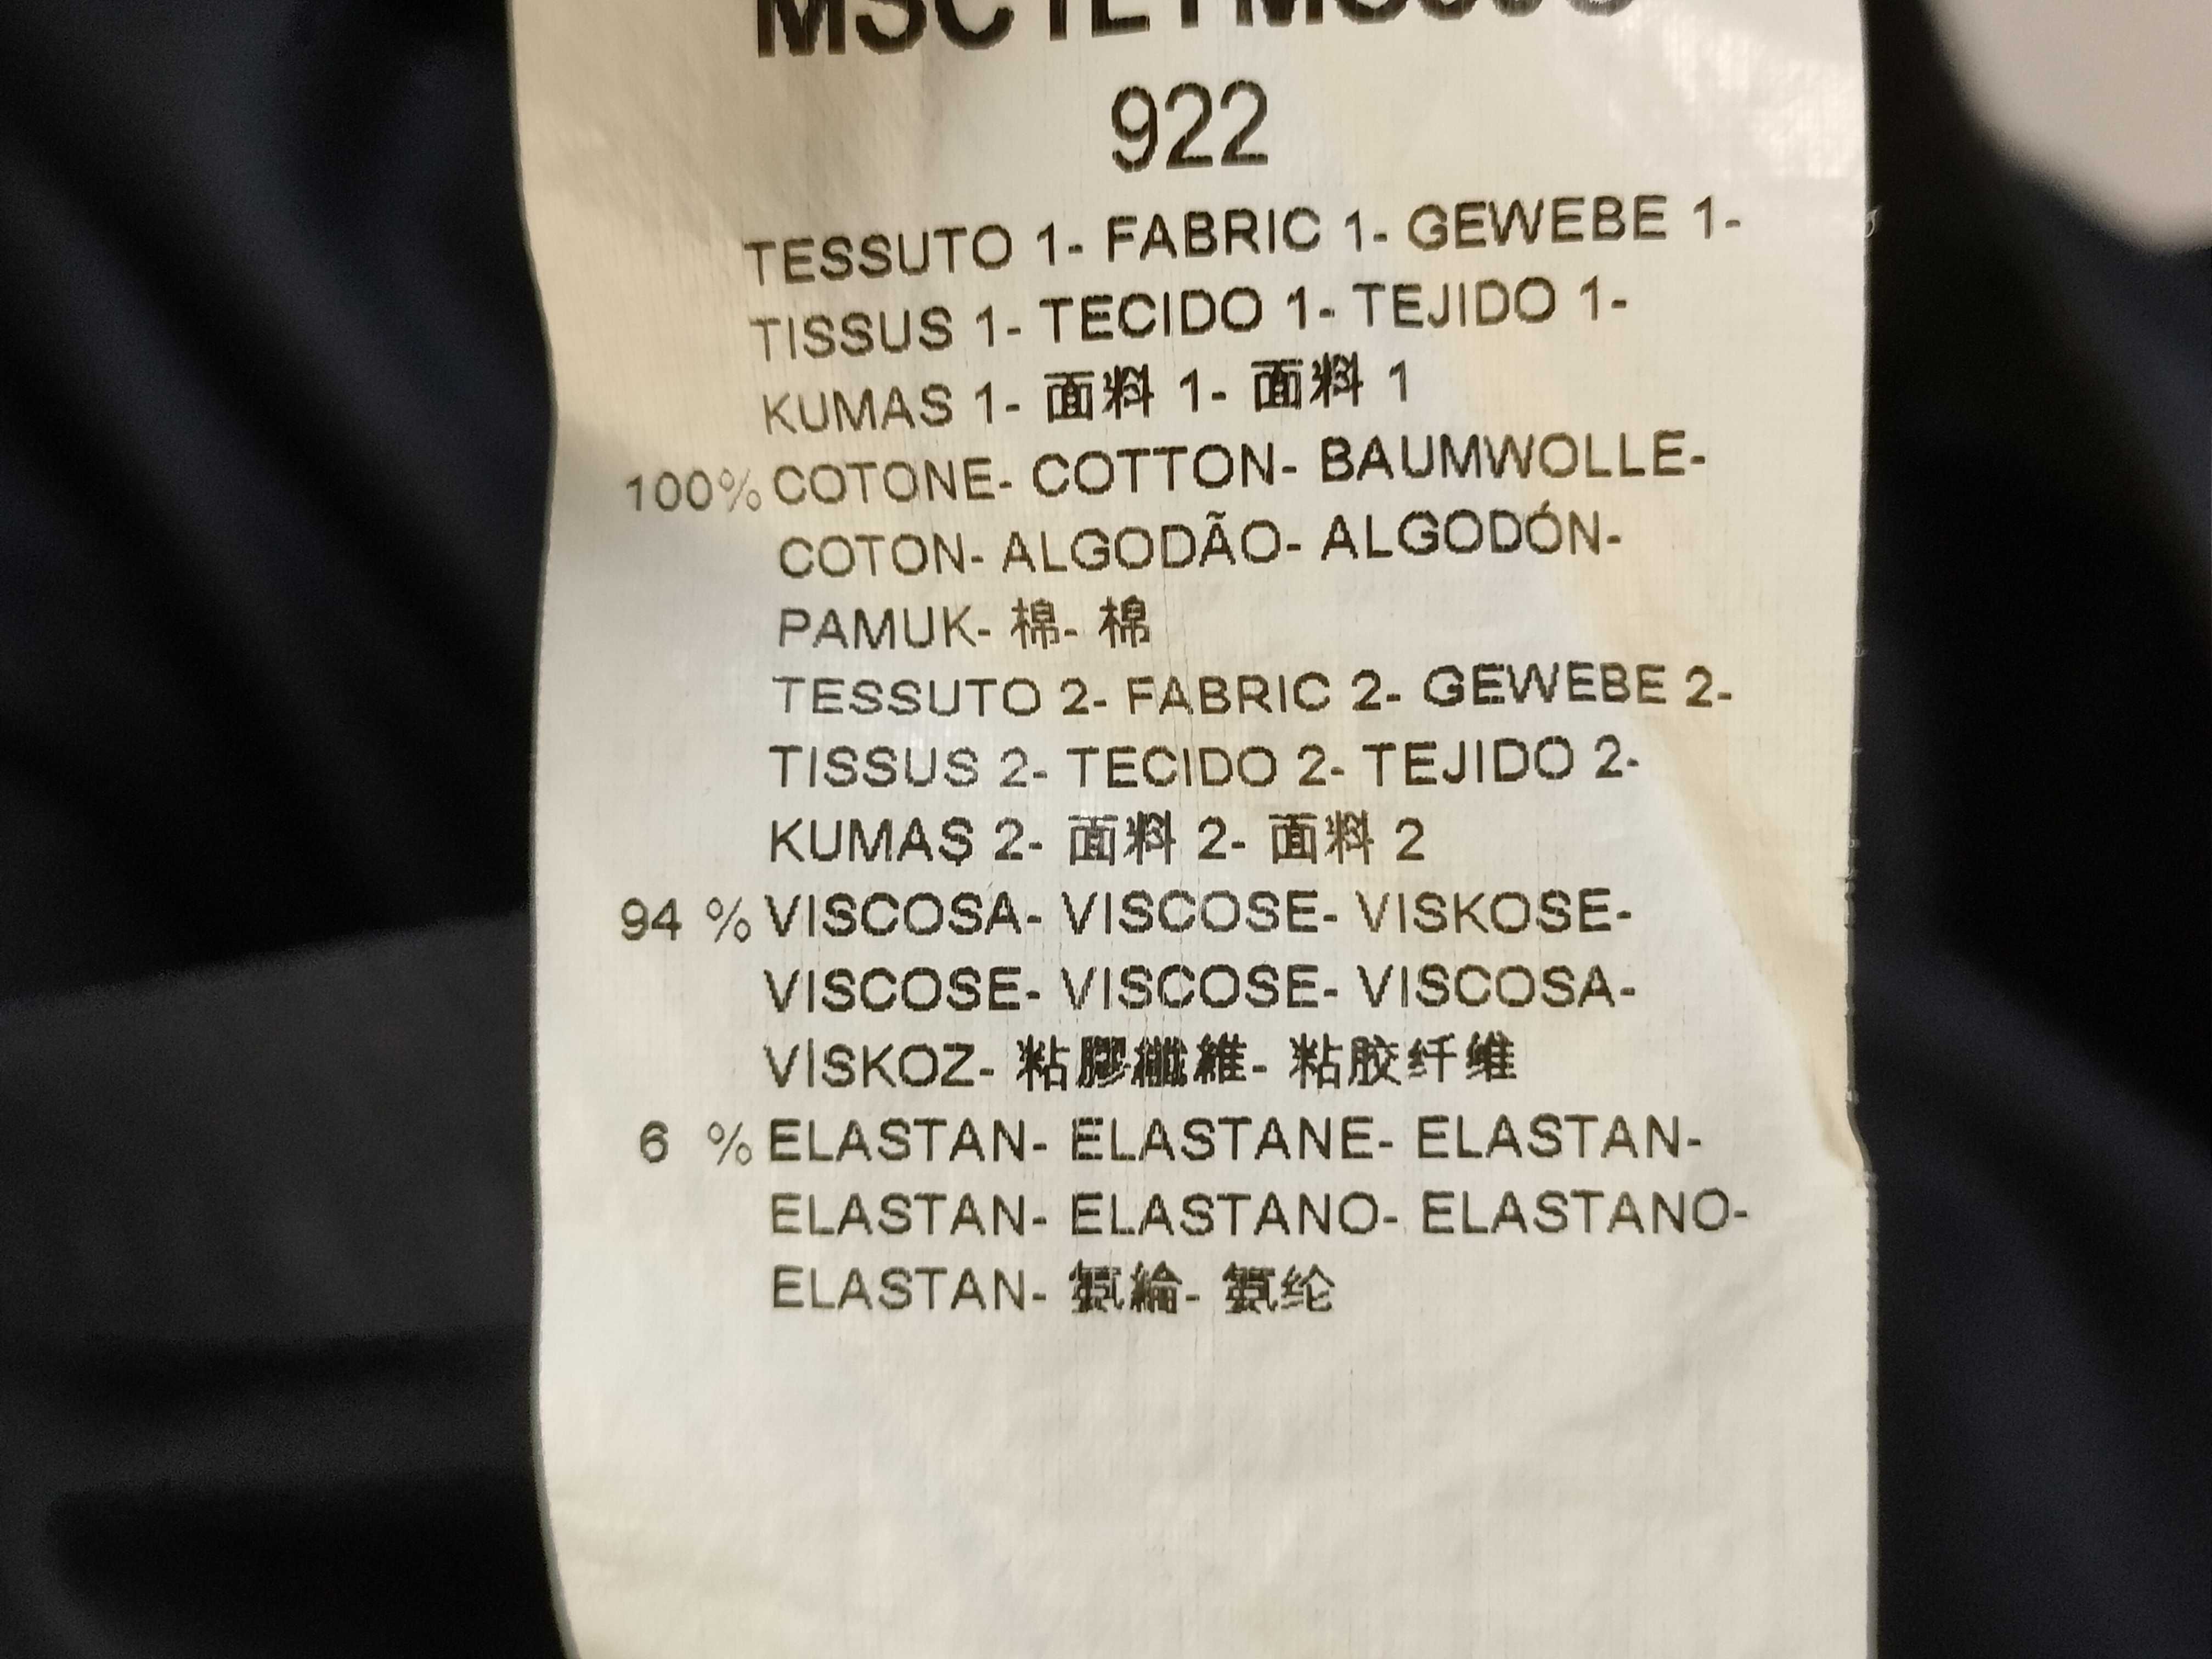 922
TESSUTO 1- FABRIC 1- GEWEBE 1-
TISSUS 1- TECIDO 1- TEJIDO 1-
KUMAS 1- 面料 1- 面料 1
100% COTONE- COTTON- BAUMWOLLE-
COTON- ALGODÃO- ALGODÓN-
PAMUK- 棉- 棉
TESSUTO 2- FABRIC 2- GEWEBE 2-
TISSUS 2- TECIDO 2- TEJIDO 2-
KUMAŞ 2- 面料 2- 面料 2
94 % VISCOSA- VISCOSE- VISKOSE-
VISCOSE- VISCOSE- VISCOSA-
VİSKOZ- 粘膠纖維- 粘胶纤维
6 % ELASTAN- ELASTANE- ELASTAN-
ELASTAN- ELASTANO- ELASTANO-
ELASTAN- 氨綸- 氨纶